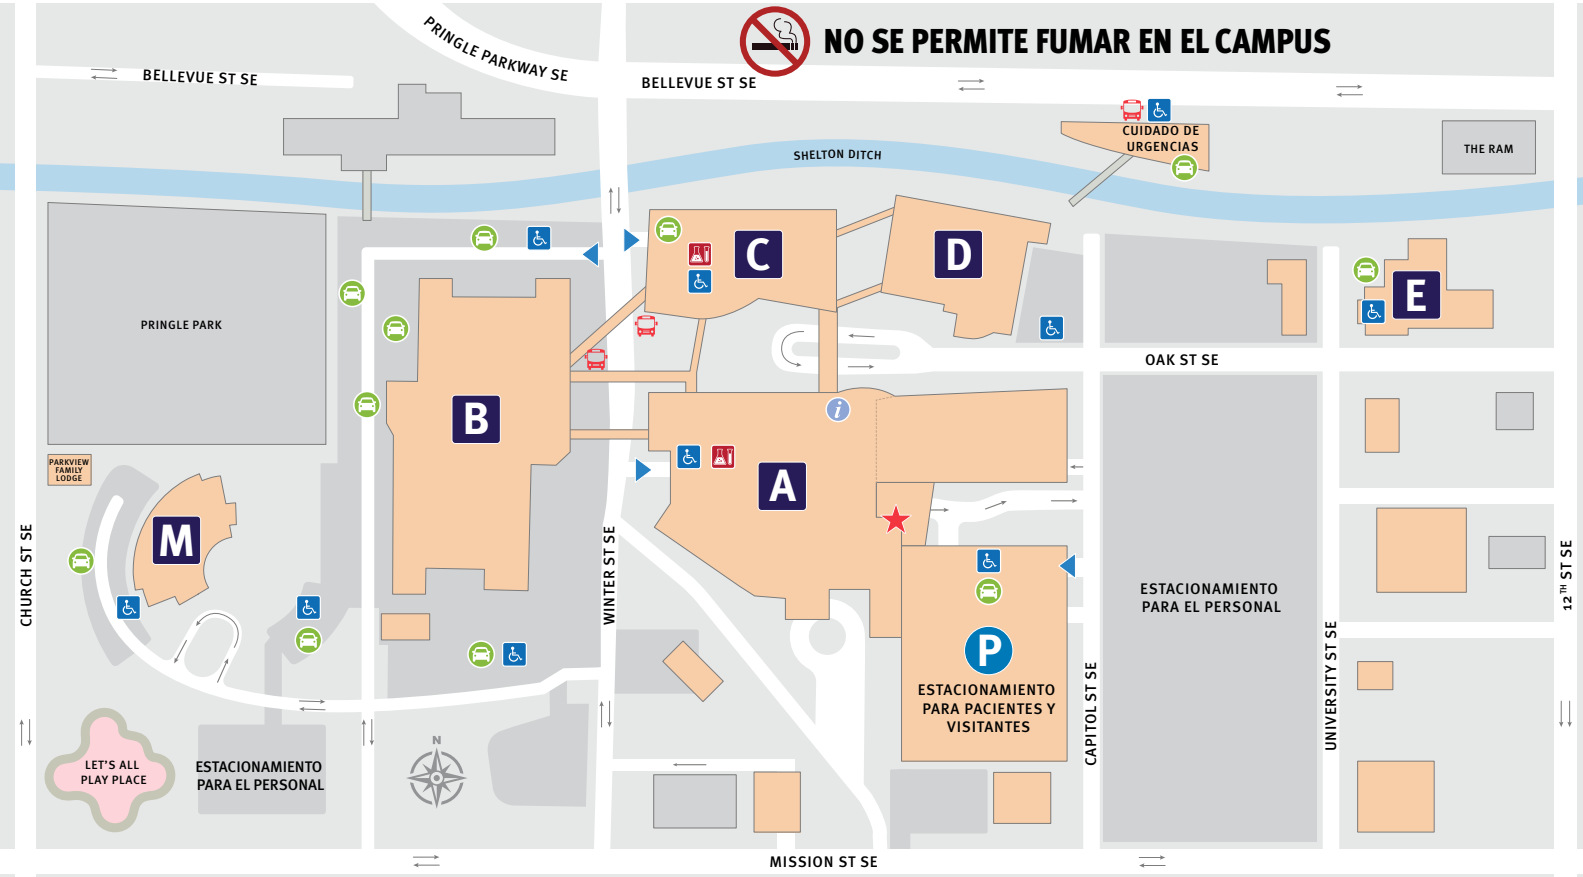 NO SE PERMITE FUMAR EN EL CAMPUS
PRINGLE PARKWAY SE
BELLEVUE ST SE
BELLEVUE ST SE
CUIDADO DE
URGENCIAS
THE RAM
SHELTON DITCH
C
D
E
PRINGLE PARK
OAK ST SE
B
i
A
PARKVIEW
FAMILY
LODGE
M
CHURCH ST SE
WINTER ST SE
ESTACIONAMIENTO
PARA EL PERSONAL
12TH ST SE
P
ESTACIONAMIENTO
PARA PACIENTES Y
VISITANTES
CAPITOL ST SE
UNIVERSITY ST SE
N
LET'S ALL
PLAY PLACE
ESTACIONAMIENTO
PARA EL PERSONAL
MISSION ST SE